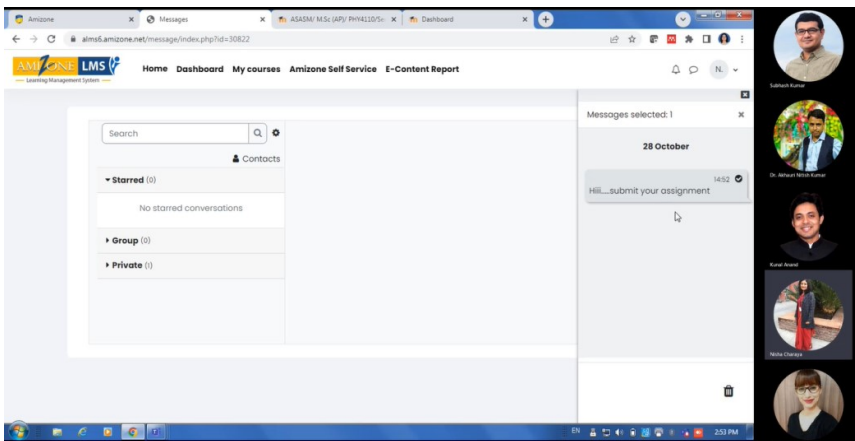 Amizone
Messages
ASASM/ M.Sc (AP)/ PHY4110/Se
Dashboard
alms6.amizone.net/message/index.php?id=30822
AMIZONE LMS
Learning Management System
Home Dashboard My courses Amizone Self Service E-Content Report
N.
Search
Contacts
Starred (0)
No starred conversations
Group (0)
Private (1)
Messages selected: 1
28 October
14:52
Hiii....submit your assignment
EN
2:53 PM
Subhash Kumar
Dr. Akhauri Nitish Kumar
Kunal Anand
Nisha Charaya